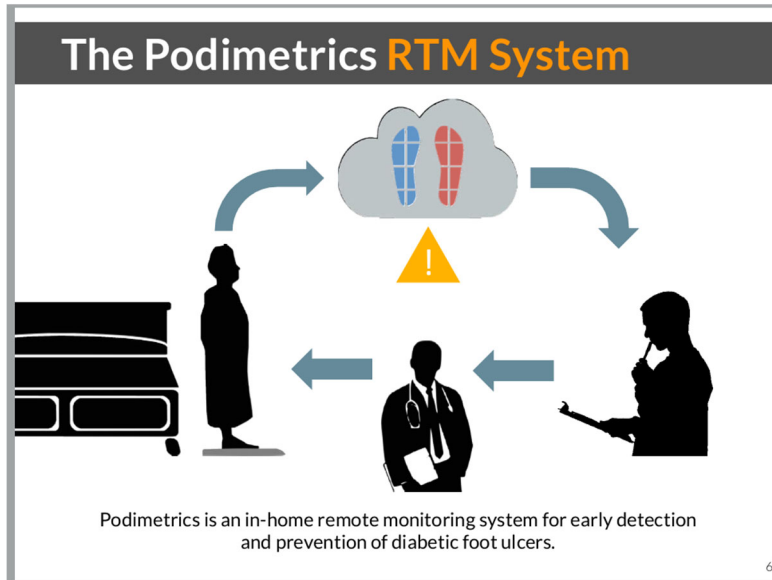 The Podimetrics RTM System
!
Podimetrics is an in-home remote monitoring system for early detection
and prevention of diabetic foot ulcers.
6